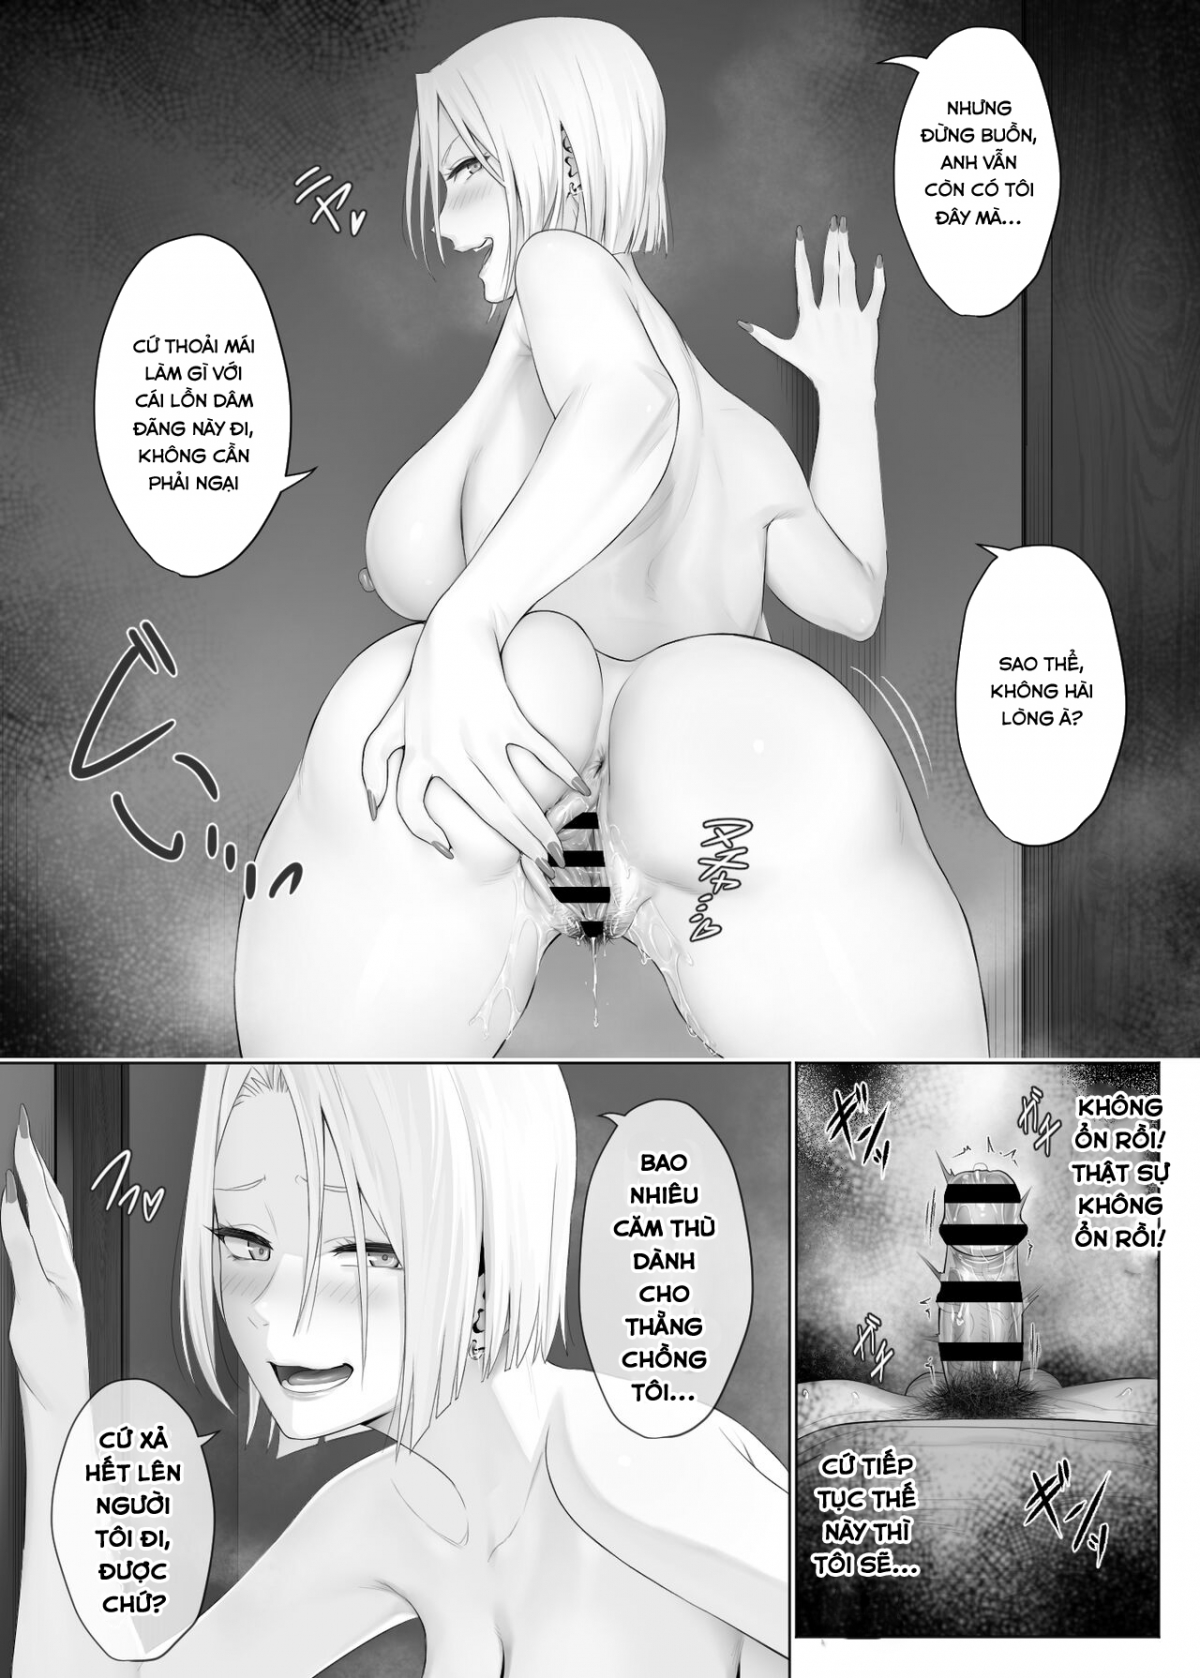 NHƯNG
ĐỪNG BUỒN,
ANH VẪN
CÒN CÓ TÔI
ĐÂY MÀ...
CỨ THOẢI MÁI
LÀM GÌ VỚI
CÁI LỒN DÂM
ĐÃNG NÀY ĐI,
KHÔNG CẦN
PHẢI NGẠI
SAO THỂ,
KHÔNG HÀI
LÒNG À?
BAO
NHIÊU
CĂM THÙ
DÀNH
CHO
THẰNG
CHỒNG
TÔI...
CỨ XẢ
HẾT LÊN
NGƯỜI
TÔI ĐI,
ĐƯỢC
CHỨ?
KHÔNG
ỔN RỒI!
THẬT SỰ
KHÔNG
ỔN RỒI!
CỨ TIẾP
TỤC THẾ
NÀY THÌ
TÔI SẼ...